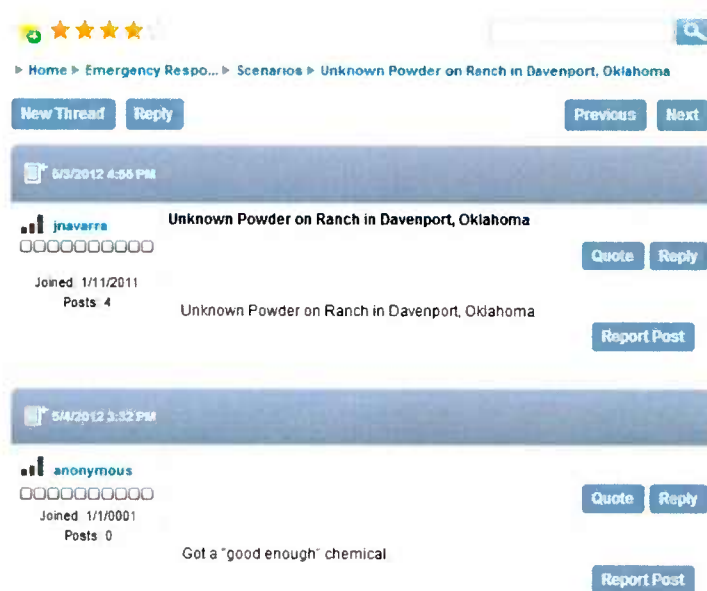 Home Emergency Respo... Scenarios Unknown Powder on Ranch in Davenport, Oklahoma
New Thread Reply Previous Next
5/3/2012 4:55 PM
jnavarra Unknown Powder on Ranch in Davenport, Oklahoma
Quote Reply
Joined: 1/11/2011
Posts: 4
Unknown Powder on Ranch in Davenport, Oklahoma
Report Post
5/4/2012 3:32 PM
anonymous
Quote Reply
Joined: 1/1/0001
Posts: 0
Got a "good enough" chemical
Report Post